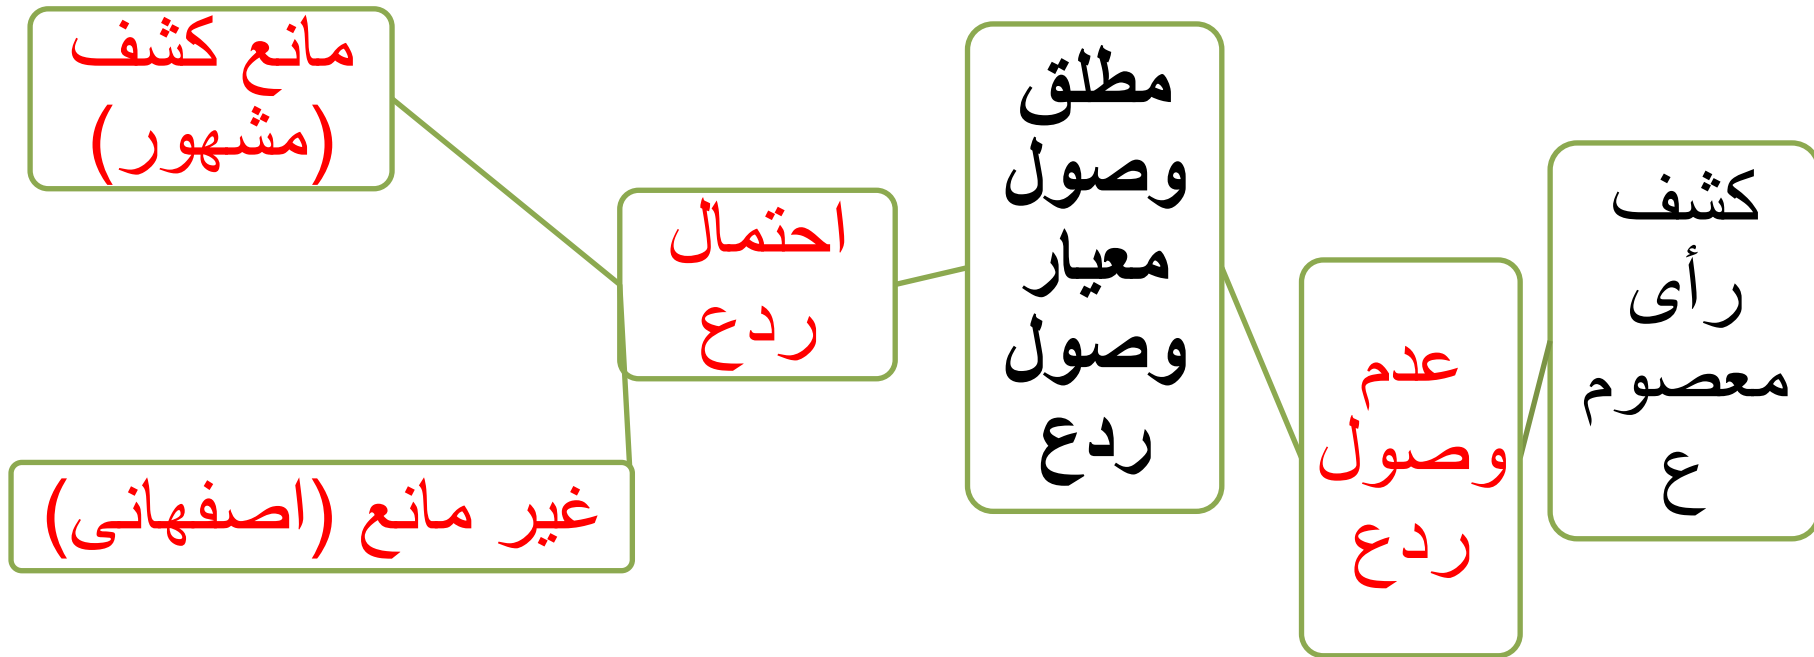 کشف
رأی
معصوم
ع
عدم
وصول
ردع
مطلق
وصول
معیار
وصول
ردع
احتمال
ردع
مانع کشف
(مشهور)
غیر مانع (اصفهانی)